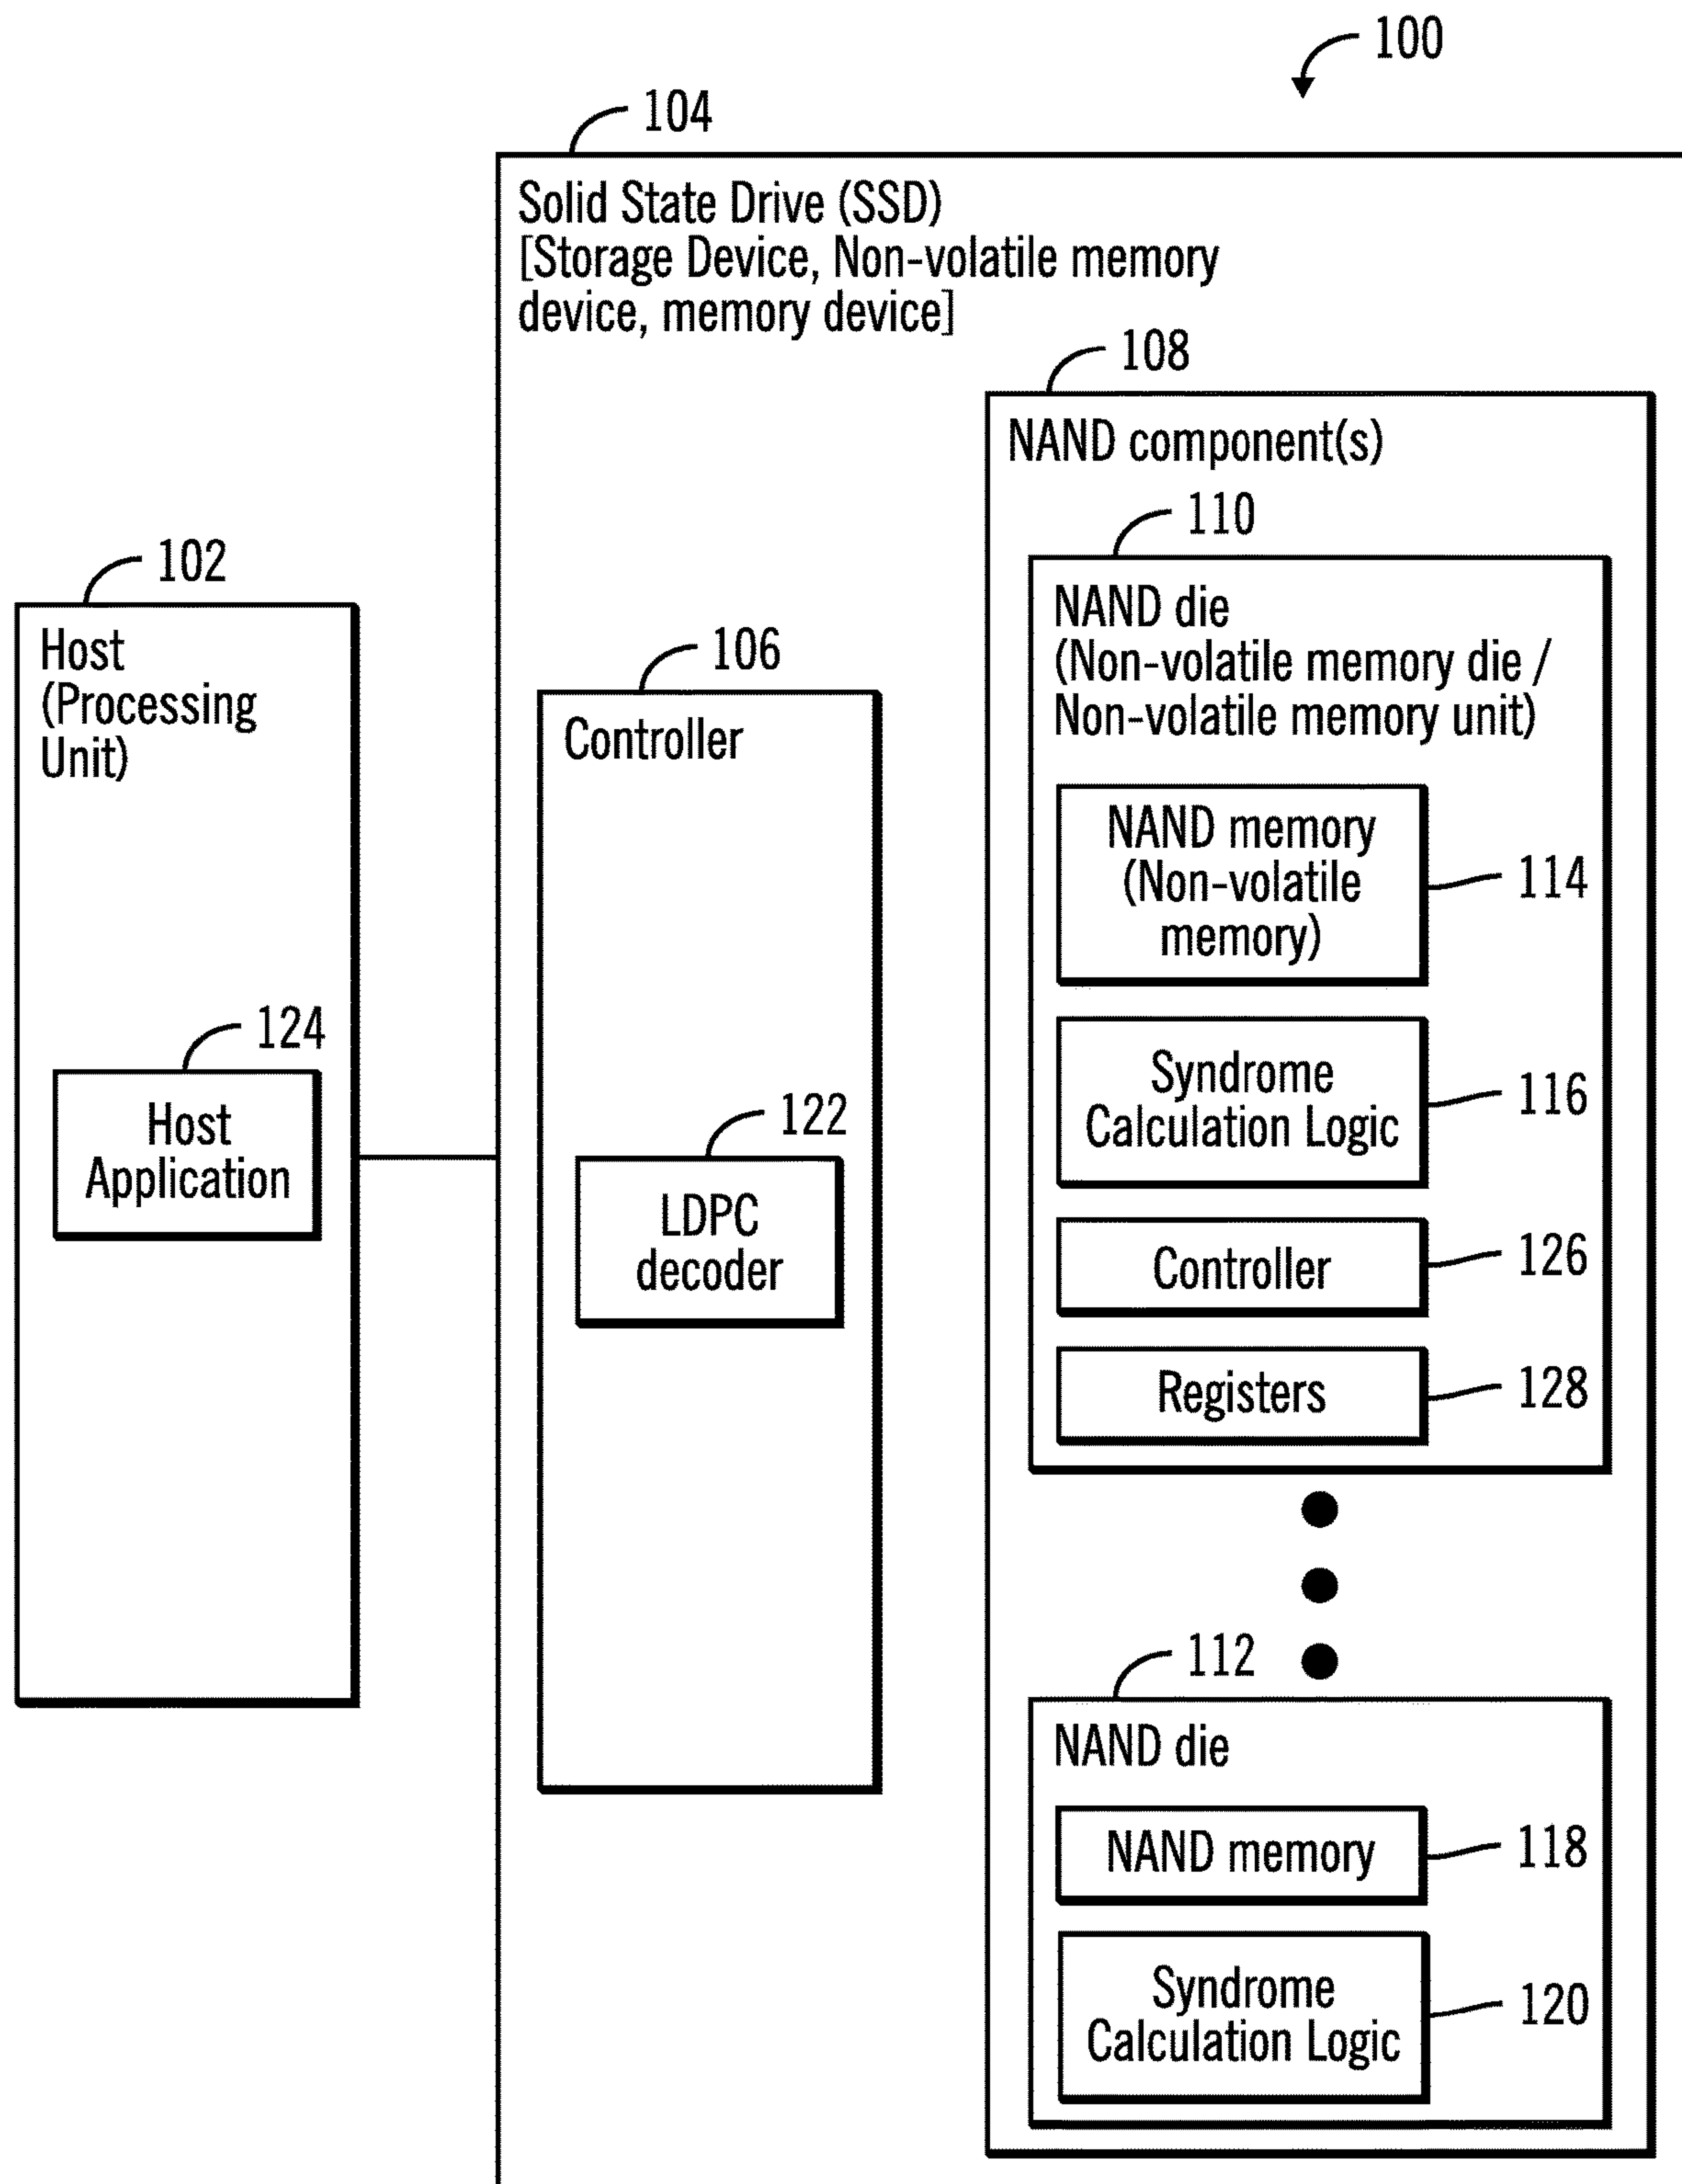 100
104
Solid State Drive (SSD)
[Storage Device, Non-volatile memory
device, memory device]
108
NAND component(s)
110
NAND die
(Non-volatile memory die /
Non-volatile memory unit)
NAND memory
(Non-volatile
memory)
114
Syndrome
Calculation Logic
116
Controller
126
Registers
128
112
NAND die
NAND memory
118
Syndrome
Calculation Logic
120
102
Host
(Processing
Unit)
124
Host
Application
106
Controller
122
LDPC
decoder